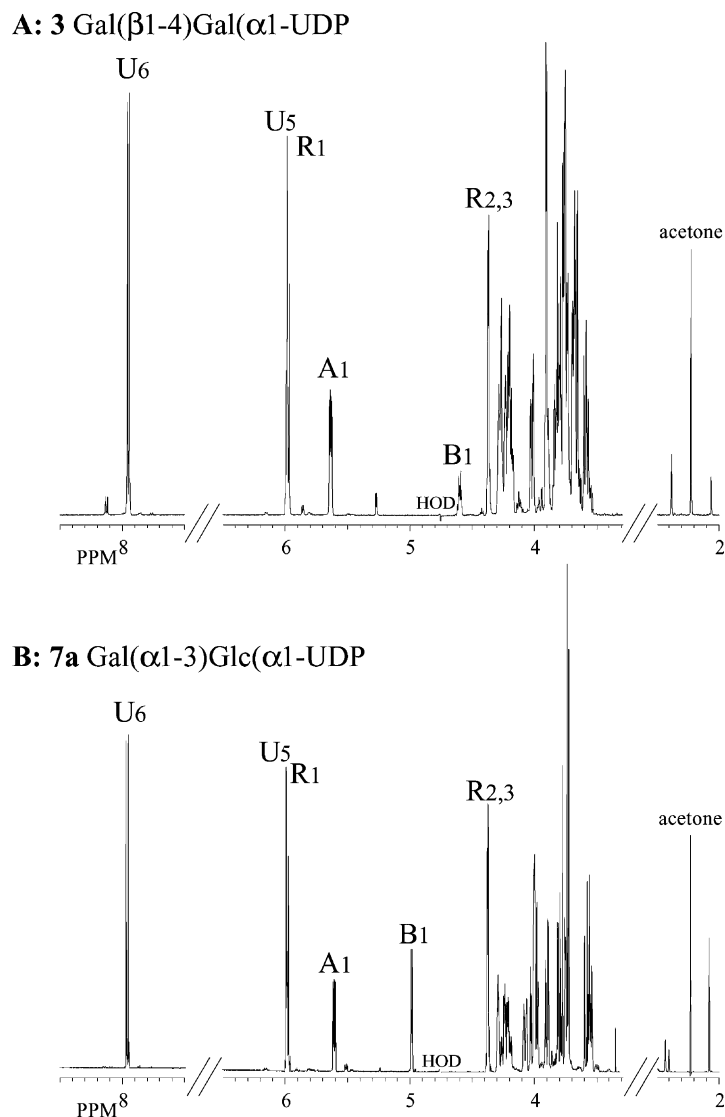 A: 3 Gal(β1-4)Gal(α1-UDP
U6
U5
R1
R2,3
acetone
A1
B1
HOD
PPM 8 6 5 4 2
B: 7a Gal(α1-3)Glc(α1-UDP
U6
U5
R1
R2,3
acetone
B1
A1
HOD
PPM 8 6 5 4 2